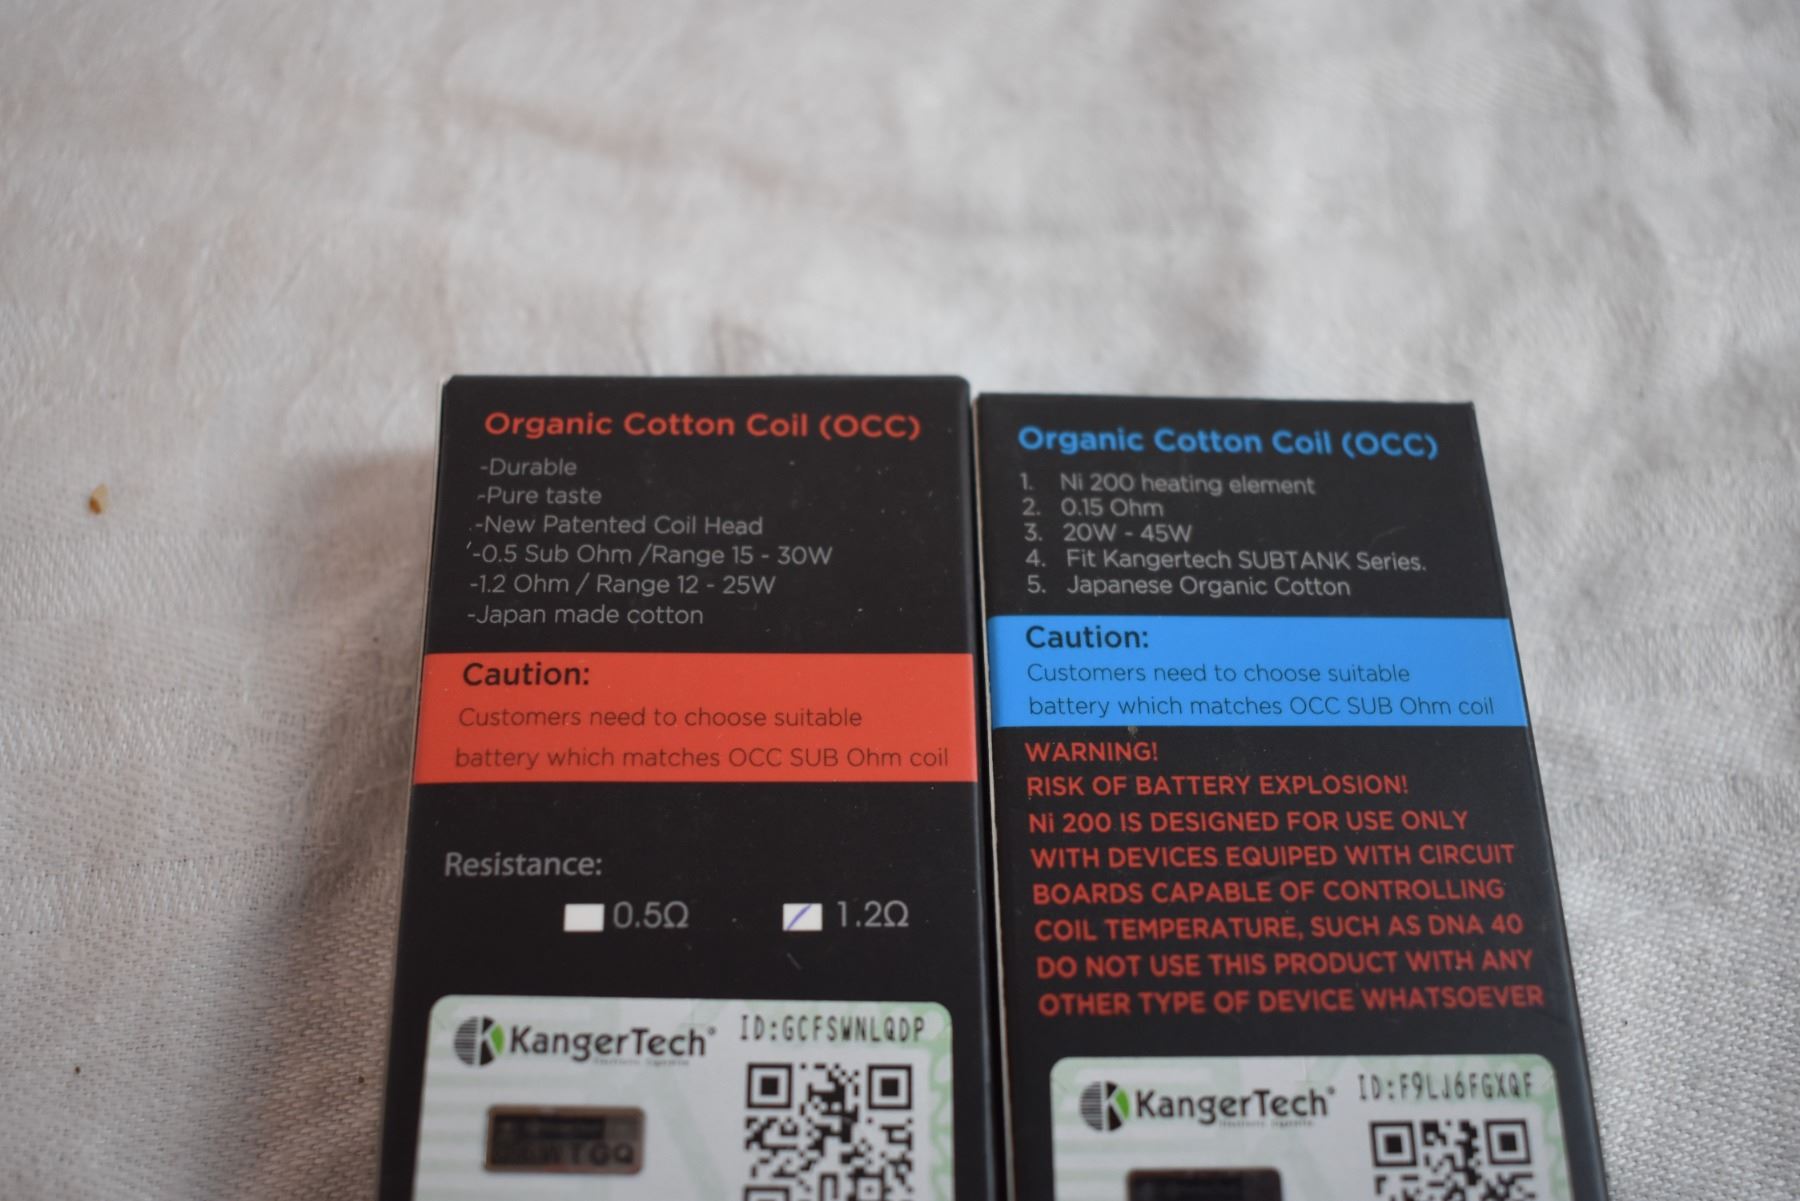 Organic Cotton Coil (OCC)
-Durable
-Pure taste
-New Patented Coil Head
-0.5 Sub Ohm /Range 15 - 30W
-1.2 Ohm / Range 12 - 25W
-Japan made cotton
Caution:
Customers need to choose suitable
battery which matches OCC SUB Ohm coil
Resistance:
0.5Ω 1.2Ω
KangerTech® ID:GCFSWNLQDP
Organic Cotton Coil (OCC)
1. Ni 200 heating element
2. 0.15 Ohm
3. 20W - 45W
4. Fit Kangertech SUBTANK Series.
5. Japanese Organic Cotton
Caution:
Customers need to choose suitable
battery which matches OCC SUB Ohm coil
WARNING!
RISK OF BATTERY EXPLOSION!
Ni 200 IS DESIGNED FOR USE ONLY
WITH DEVICES EQUIPED WITH CIRCUIT
BOARDS CAPABLE OF CONTROLLING
COIL TEMPERATURE, SUCH AS DNA 40
DO NOT USE THIS PRODUCT WITH ANY
OTHER TYPE OF DEVICE WHATSOEVER
KangerTech® ID:F9LJ6FGXQF